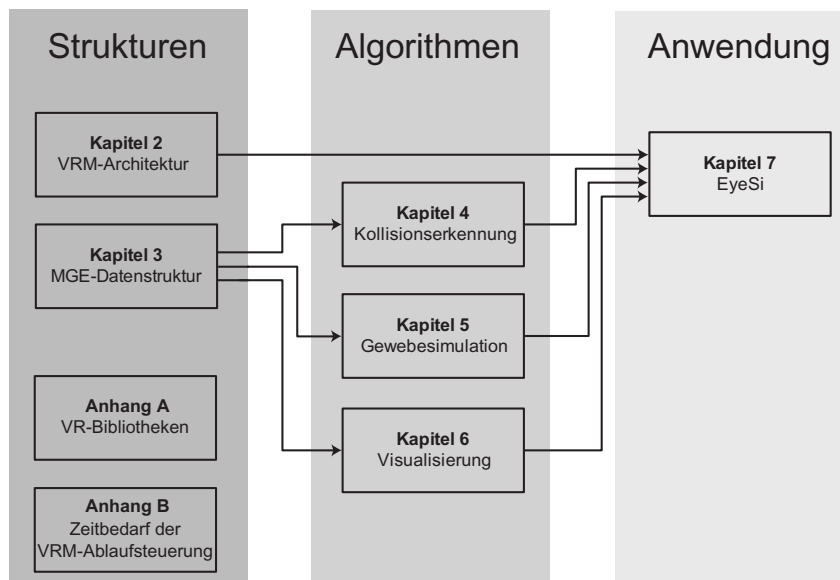 Strukturen
Kapitel 2
VRM-Architektur
Kapitel 3
MGE-Datenstruktur
Anhang A
VR-Bibliotheken
Anhang B
Zeitbedarf der
VRM-Ablaufsteuerung
Algorithmen
Kapitel 4
Kollisionserkennung
Kapitel 5
Gewebesimulation
Kapitel 6
Visualisierung
Anwendung
Kapitel 7
EyeSi